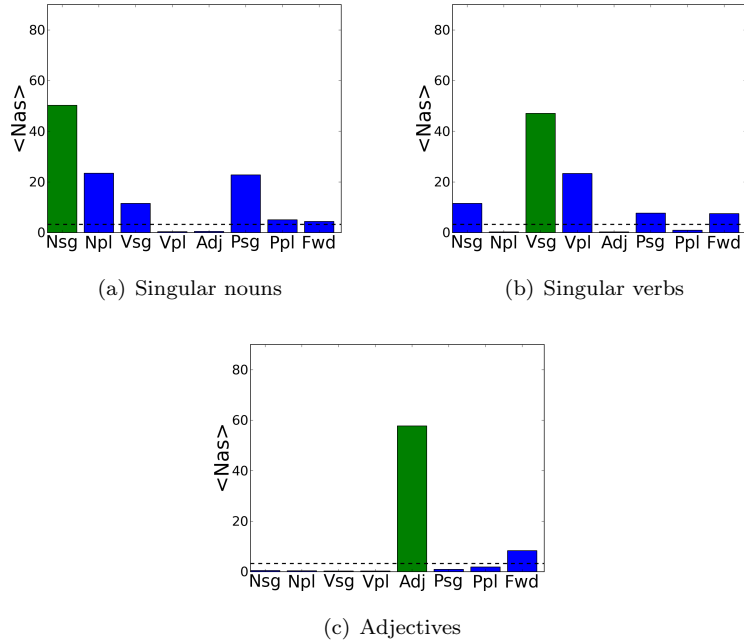 80
60
40
20
0
<Nas>
Nsg Npl Vsg Vpl Adj Psg Ppl Fwd
(a) Singular nouns
80
60
40
20
0
<Nas>
Nsg Npl Vsg Vpl Adj Psg Ppl Fwd
(b) Singular verbs
80
60
40
20
0
<Nas>
Nsg Npl Vsg Vpl Adj Psg Ppl Fwd
(c) Adjectives